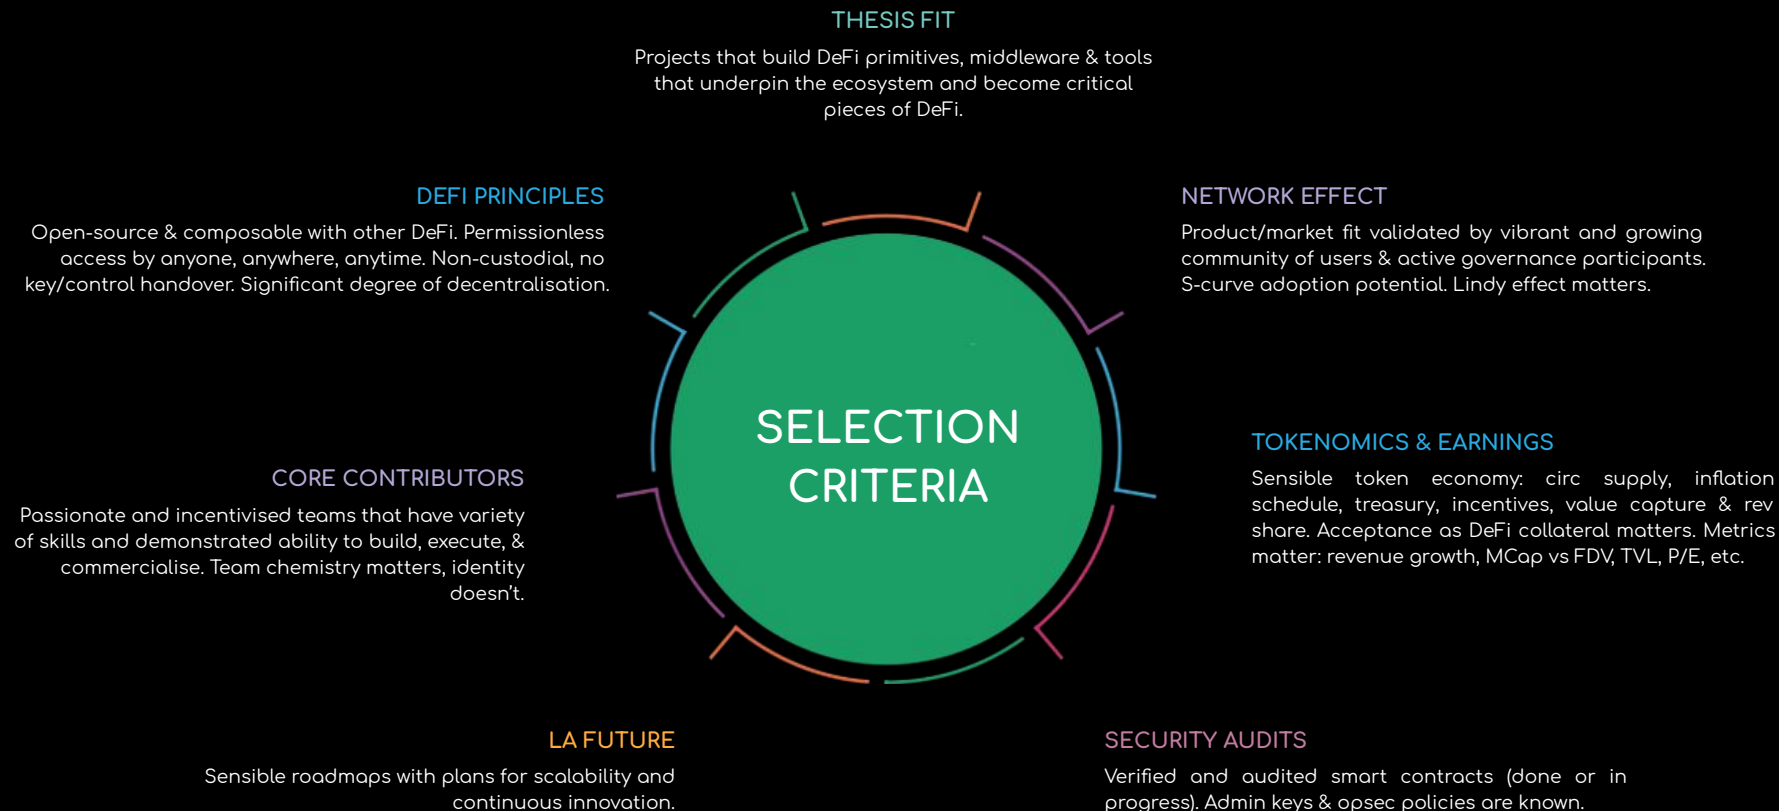 THESIS FIT
Projects that build DeFi primitives, middleware & tools
that underpin the ecosystem and become critical
pieces of DeFi.
DEFI PRINCIPLES
Open-source & composable with other DeFi. Permissionless
access by anyone, anywhere, anytime. Non-custodial, no
key/control handover. Significant degree of decentralisation.
NETWORK EFFECT
Product/market fit validated by vibrant and growing
community of users & active governance participants.
S-curve adoption potential. Lindy effect matters.
SELECTION
CRITERIA
CORE CONTRIBUTORS
Passionate and incentivised teams that have variety
of skills and demonstrated ability to build, execute, &
commercialise. Team chemistry matters, identity
doesn't.
TOKENOMICS & EARNINGS
Sensible token economy: circ supply, inflation
schedule, treasury, incentives, value capture & rev
share. Acceptance as DeFi collateral matters. Metrics
matter: revenue growth, MCap vs FDV, TVL, P/E, etc.
LA FUTURE
Sensible roadmaps with plans for scalability and
continuous innovation.
SECURITY AUDITS
Verified and audited smart contracts (done or in
progress). Admin keys & opsec policies are known.